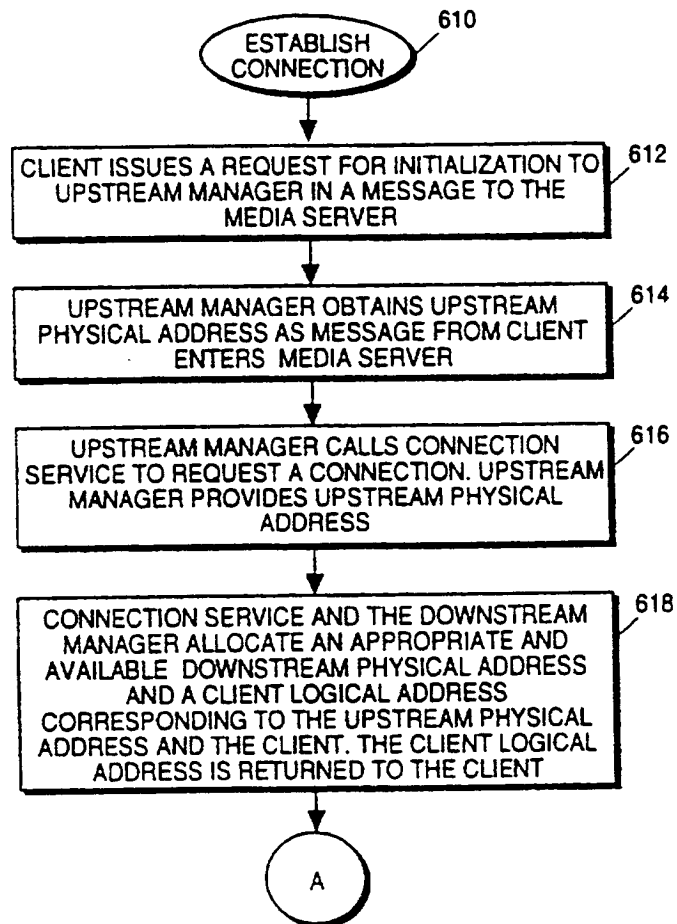 ESTABLISH
CONNECTION
610
CLIENT ISSUES A REQUEST FOR INITIALIZATION TO
UPSTREAM MANAGER IN A MESSAGE TO THE
MEDIA SERVER
612
UPSTREAM MANAGER OBTAINS UPSTREAM
PHYSICAL ADDRESS AS MESSAGE FROM CLIENT
ENTERS MEDIA SERVER
614
UPSTREAM MANAGER CALLS CONNECTION
SERVICE TO REQUEST A CONNECTION. UPSTREAM
MANAGER PROVIDES UPSTREAM PHYSICAL
ADDRESS
616
CONNECTION SERVICE AND THE DOWNSTREAM
MANAGER ALLOCATE AN APPROPRIATE AND
AVAILABLE DOWNSTREAM PHYSICAL ADDRESS
AND A CLIENT LOGICAL ADDRESS
CORRESPONDING TO THE UPSTREAM PHYSICAL
ADDRESS AND THE CLIENT. THE CLIENT LOGICAL
ADDRESS IS RETURNED TO THE CLIENT
618
A